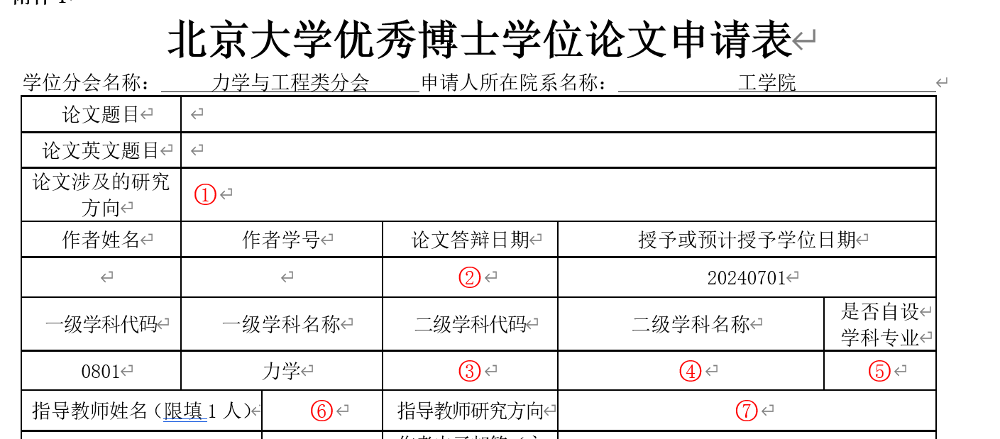 北京大学优秀博士学位论文申请表
学位分会名称： 力学与工程类分会 申请人所在院系名称： 工学院
论文题目
论文英文题目
论文涉及的研究
方向 ①
作者姓名 作者学号 论文答辩日期 授予或预计授予学位日期
② 20240701
一级学科代码 一级学科名称 二级学科代码 二级学科名称 是否自设
学科专业
0801 力学 ③ ④ ⑤
指导教师姓名（限填1人） ⑥ 指导教师研究方向 ⑦